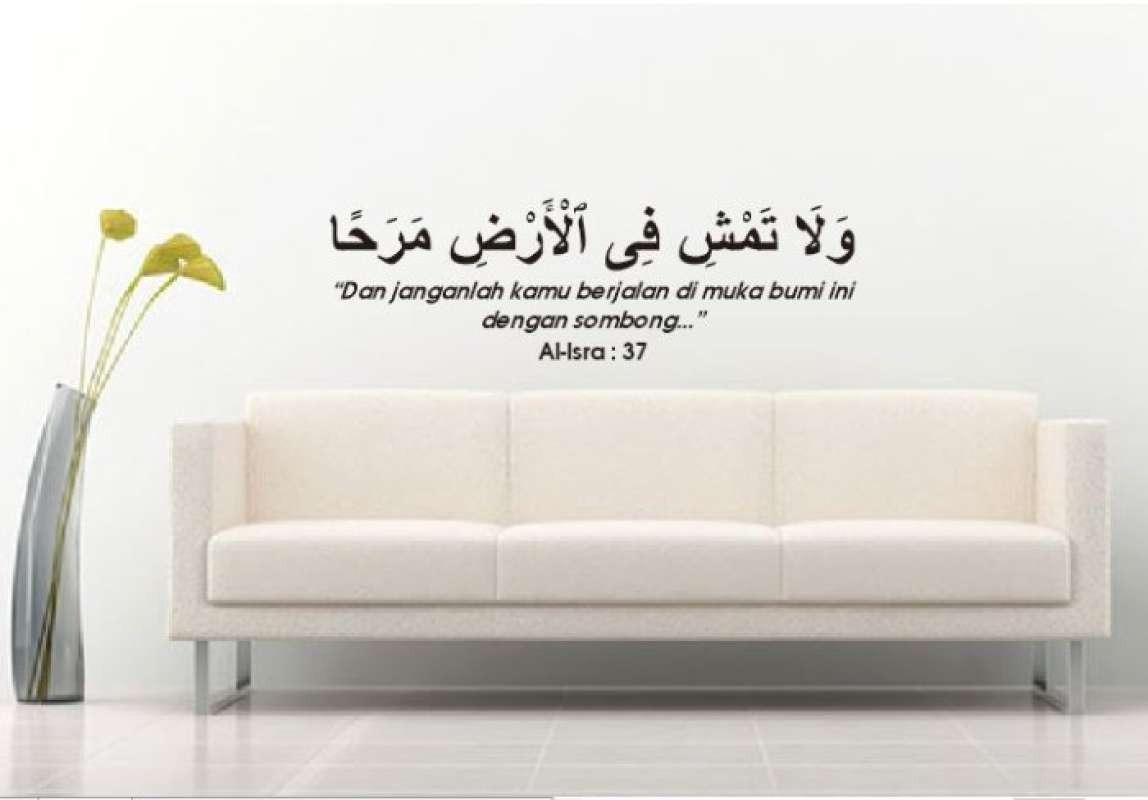 وَلَا تَمْشِ فِى ٱلْأَرْضِ مَرَحًا
“Dan janganlah kamu berjalan di muka bumi ini
dengan sombong...”
Al-Isra : 37